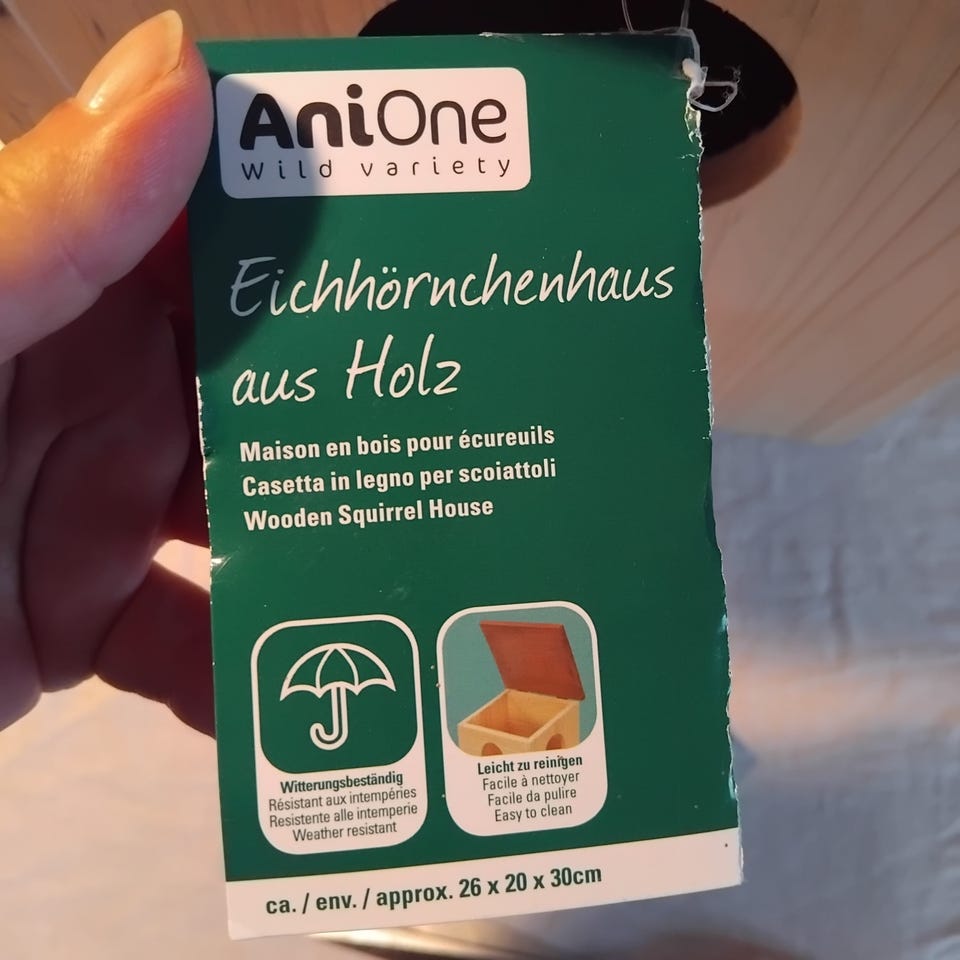 AniOne
Wild variety
Eichhörnchenhaus
aus Holz
Maison en bois pour écureuils
Casetta in legno per scoiattoli
Wooden Squirrel House
Witterungsbeständig
Résistant aux intempéries
Resistente alle intemperie
Weather resistant
Leicht zu reinigen
Facile à nettoyer
Facile da pulire
Easy to clean
ca. / env. / approx. 26 x 20 x 30cm